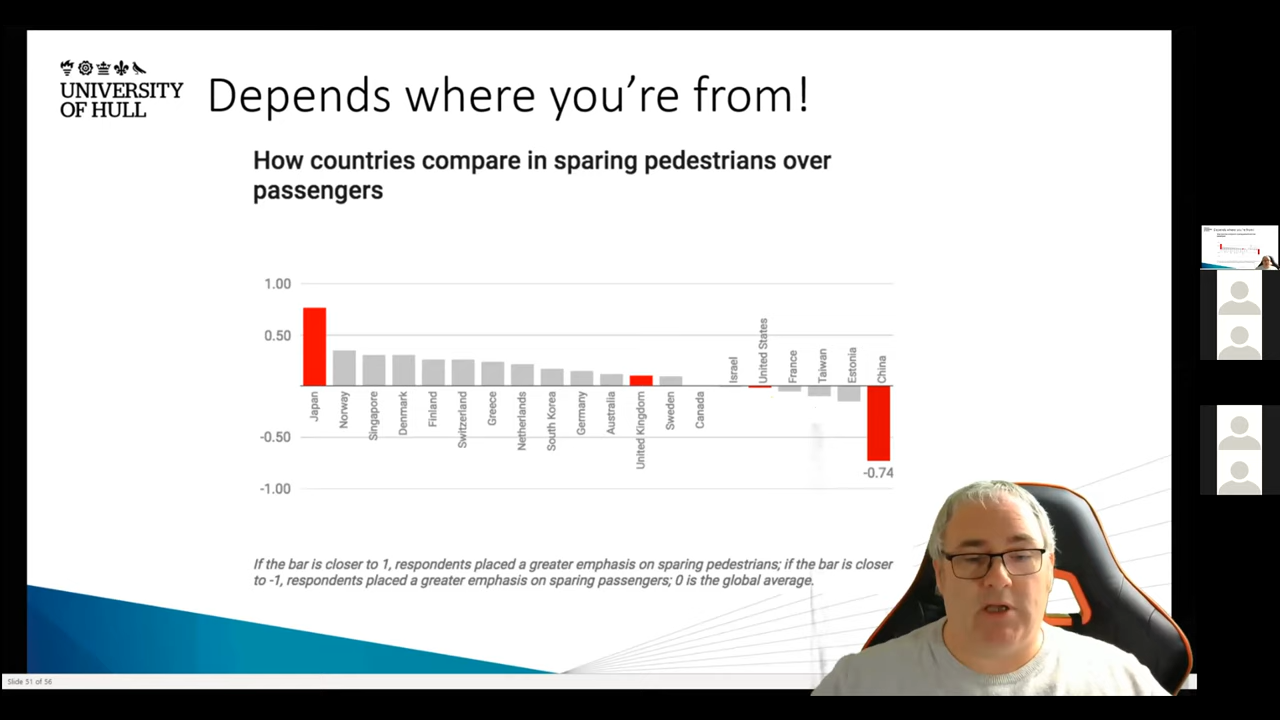 UNIVERSITY
OF HULL
Depends where you’re from!
How countries compare in sparing pedestrians over
passengers
1.00
0.50
-0.50
-1.00
Japan
Norway
Singapore
Denmark
Finland
Switzerland
Greece
Netherlands
South Korea
Germany
Australia
United Kingdom
Sweden
Canada
Israel
United States
France
Taiwan
Estonia
China
-0.74
If the bar is closer to 1, respondents placed a greater emphasis on sparing pedestrians; if the bar is closer
to -1, respondents placed a greater emphasis on sparing passengers; 0 is the global average.
Slide 51 of 56